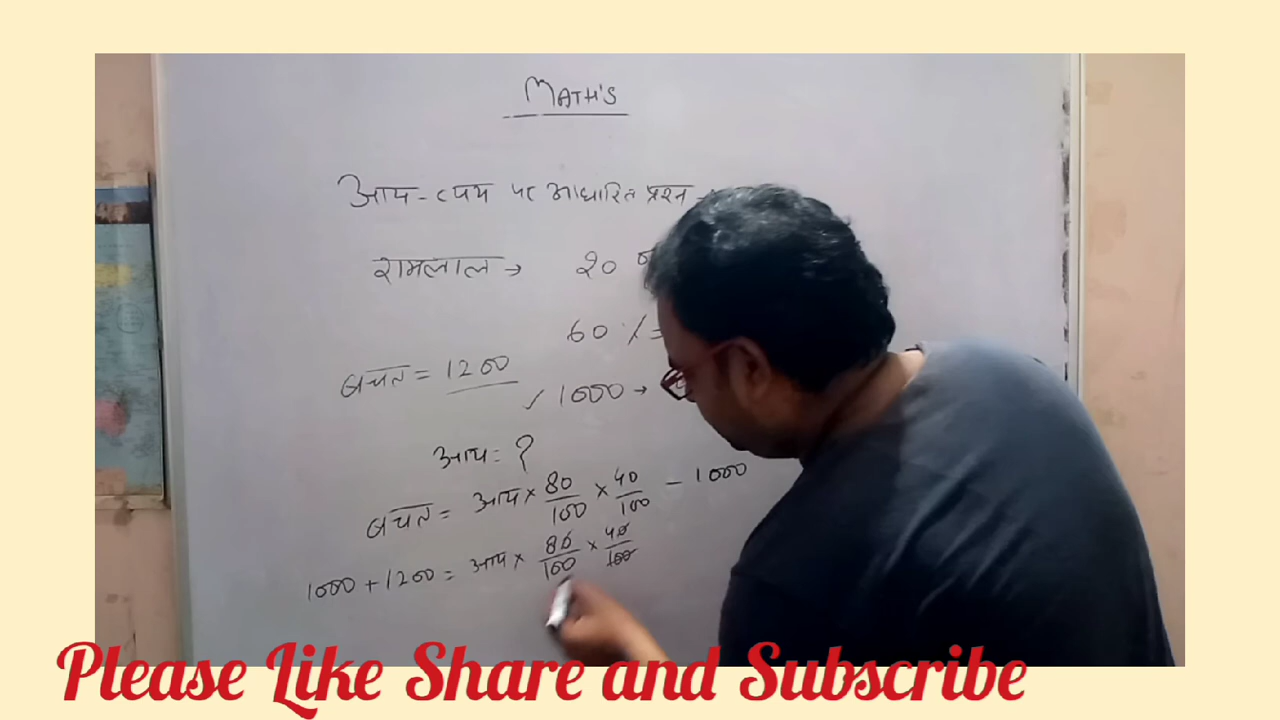 MATH'S
आय - व्यय पर आधारित प्रश्न -
रामलाल → 20
60 % =
बचत = 1200
✓ 1000 →
आय = ?
बचत = आय × 80/100 × 40/100 - 1000
1000 + 1200 = आय × 80/100 × 40/100
Please Like Share and Subscribe